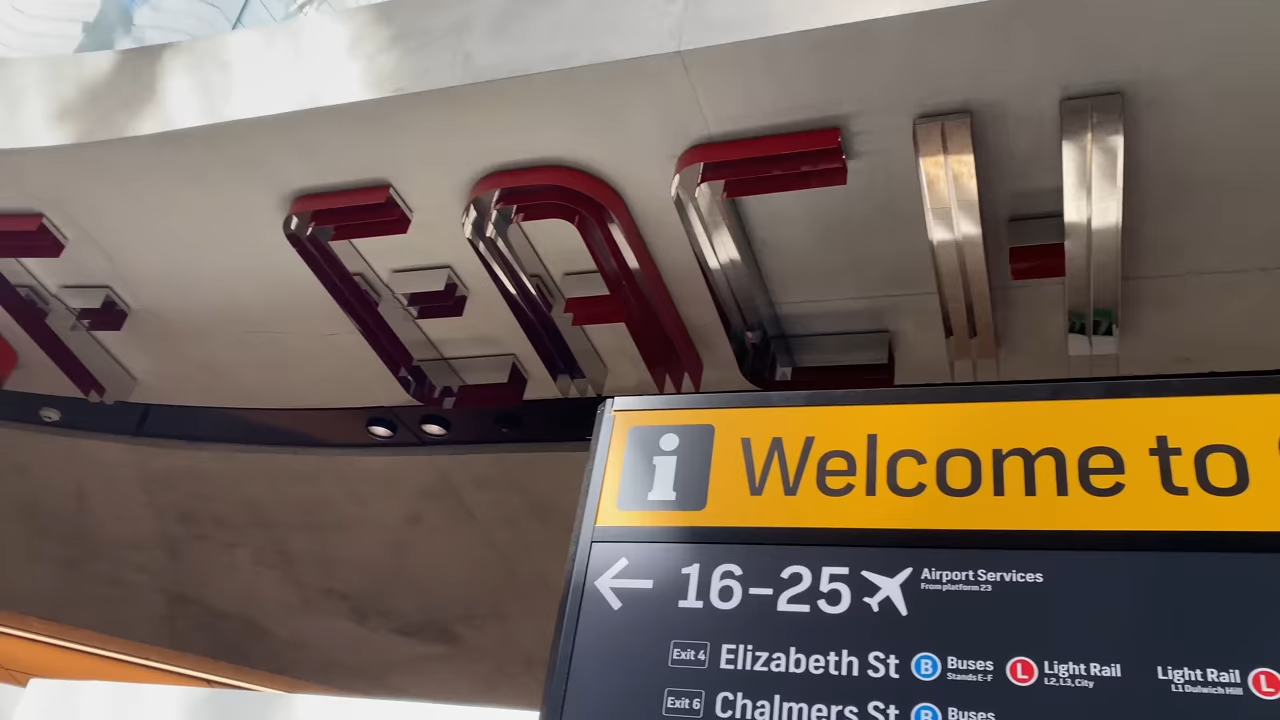 EACH
i Welcome to
← 16-25 Airport Services
From platform 23
Exit 4 Elizabeth St B Buses
Stands E-F
L Light Rail
L2, L3, City
Light Rail L
L1 Dulwich Hill
Exit 6 Chalmers St B Buses